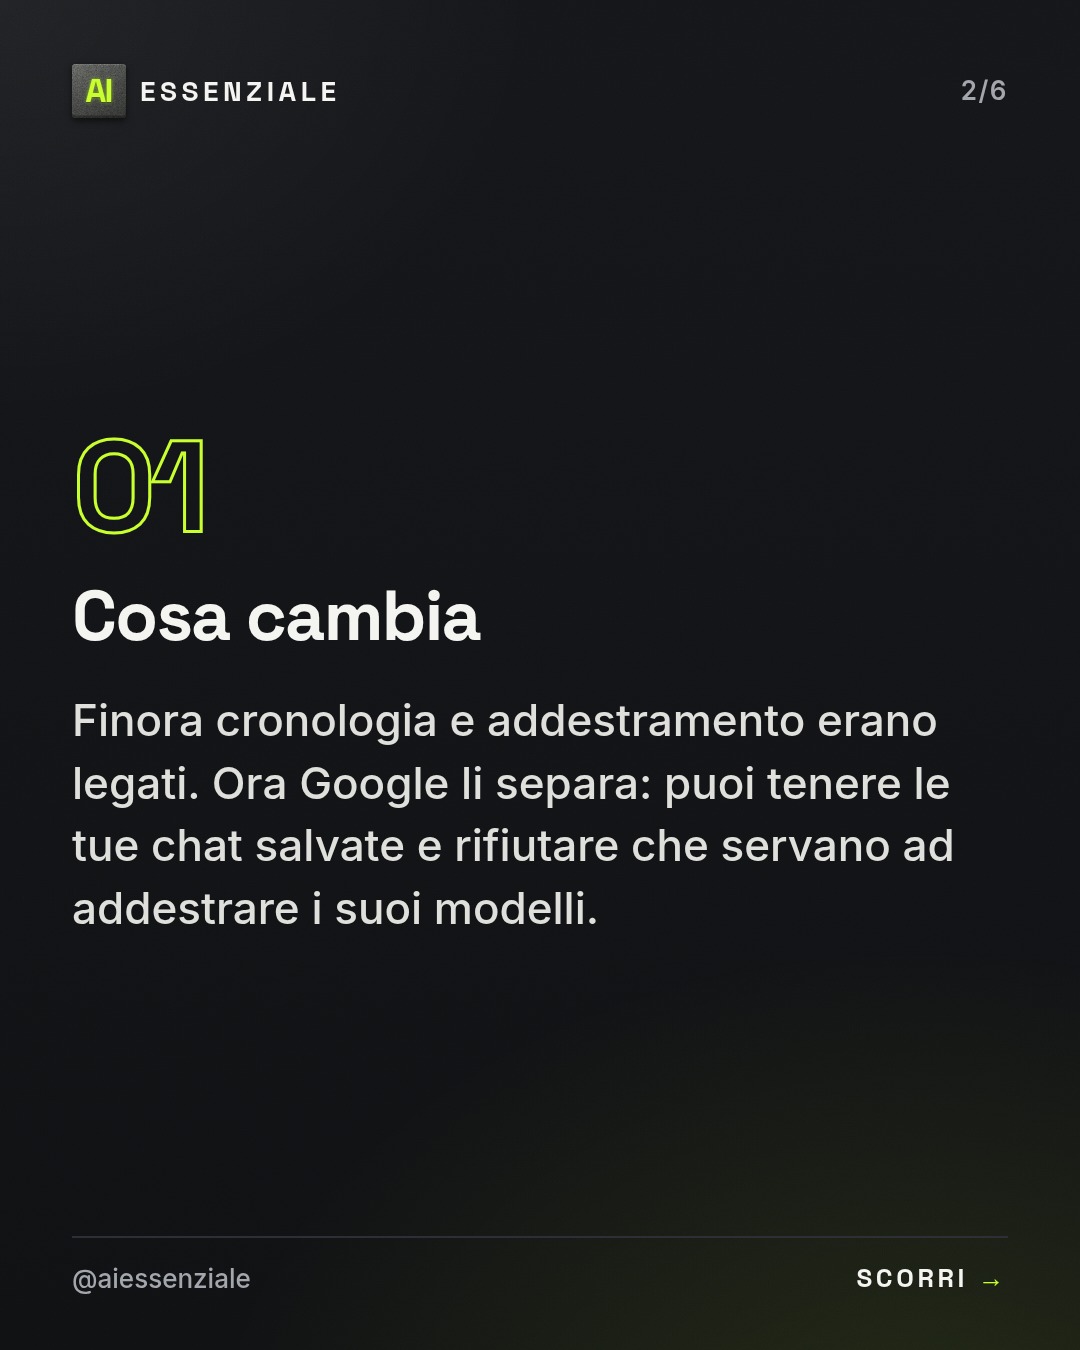 AI ESSENZIALE
2/6
01
Cosa cambia
Finora cronologia e addestramento erano
legati. Ora Google li separa: puoi tenere le
tue chat salvate e rifiutare che servano ad
addestrare i suoi modelli.
@aiessenziale
SCORRI →